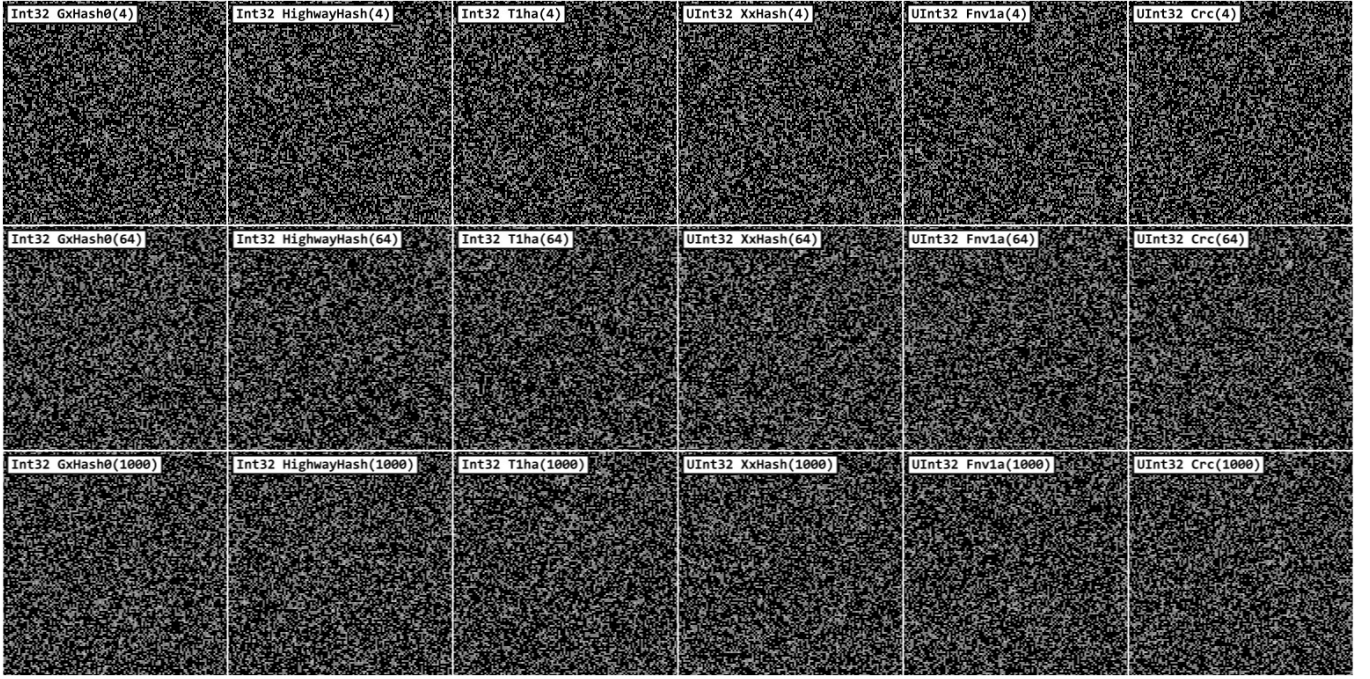 Int32 GxHash0(4)
Int32 HighwayHash(4)
Int32 T1ha(4)
UInt32 XxHash(4)
UInt32 Fnv1a(4)
UInt32 Crc(4)
Int32 GxHash0(64)
Int32 HighwayHash(64)
Int32 T1ha(64)
UInt32 XxHash(64)
UInt32 Fnv1a(64)
UInt32 Crc(64)
Int32 GxHash0(1000)
Int32 HighwayHash(1000)
Int32 T1ha(1000)
UInt32 XxHash(1000)
UInt32 Fnv1a(1000)
UInt32 Crc(1000)